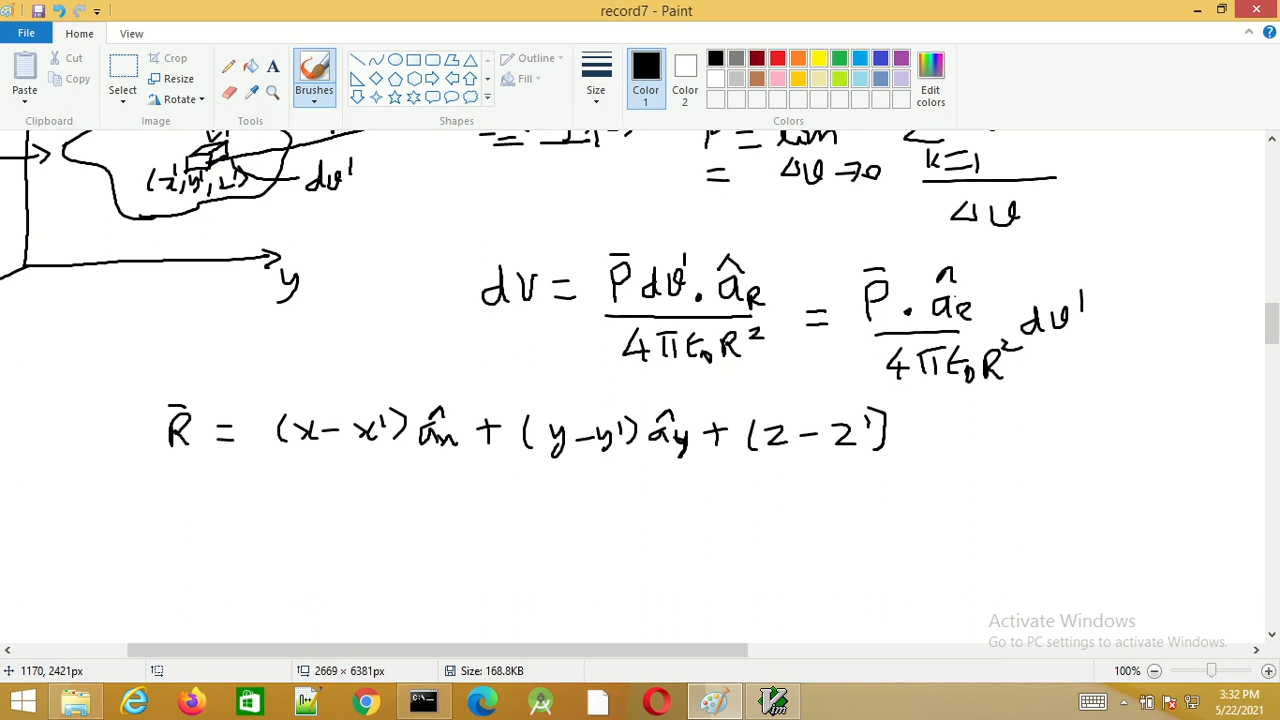 record7 - Paint
File Home View
Cut
Copy
Paste
Clipboard
Select
Crop
Resize
Rotate
Image
A
Tools
Brushes
Outline
Fill
Shapes
Size
Color 1
Color 2
Edit colors
Colors
(x', y', z') dv'
y
P̄ = lim Δv→0 Σ k=1
Δv
dV = P̄ dv' . âR / 4πε0R² = P̄ . âR / 4πε0R² dv'
R̄ = (x - x') âx + (y - y') ây + (z - z')
Activate Windows
Go to PC settings to activate Windows.
1170, 2421px
2669 × 6381px
Size: 168.8KB
100%
3:32 PM
5/22/2021